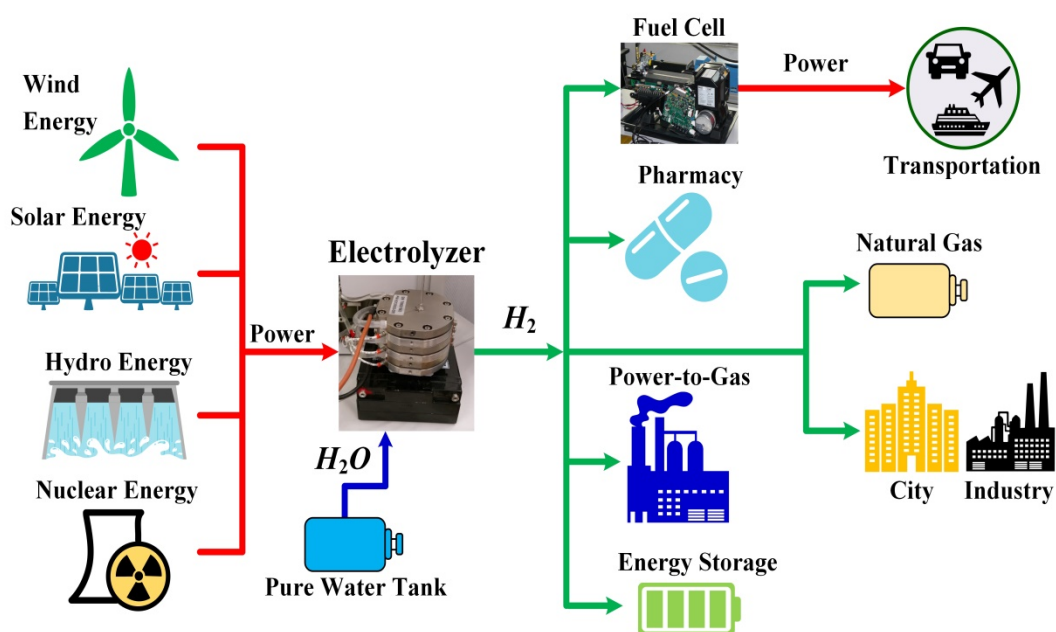 Wind
Energy
Solar Energy
Hydro Energy
Nuclear Energy
Power
Electrolyzer
H₂O
Pure Water Tank
H₂
Fuel Cell
Power
Transportation
Pharmacy
Natural Gas
Power-to-Gas
City
Industry
Energy Storage